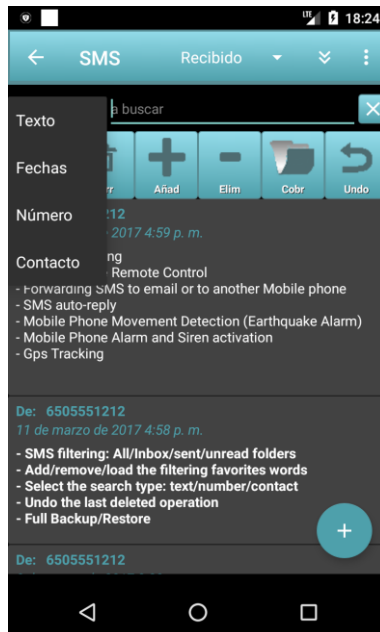 LTE 18:24
SMS Recibido
a buscar
Texto
Fechas
Número
Contacto
rr Añad Elim Cobr Undo
212
2017 4:59 p. m.
ng
Remote Control
- Forwarding SMS to email or to another Mobile phone
- SMS auto-reply
- Mobile Phone Movement Detection (Earthquake Alarm)
- Mobile Phone Alarm and Siren activation
- Gps Tracking
De: 6505551212
11 de marzo de 2017 4:58 p. m.
- SMS filtering: All/Inbox/sent/unread folders
- Add/remove/load the filtering favorites words
- Select the search type: text/number/contact
- Undo the last deleted operation
- Full Backup/Restore
De: 6505551212